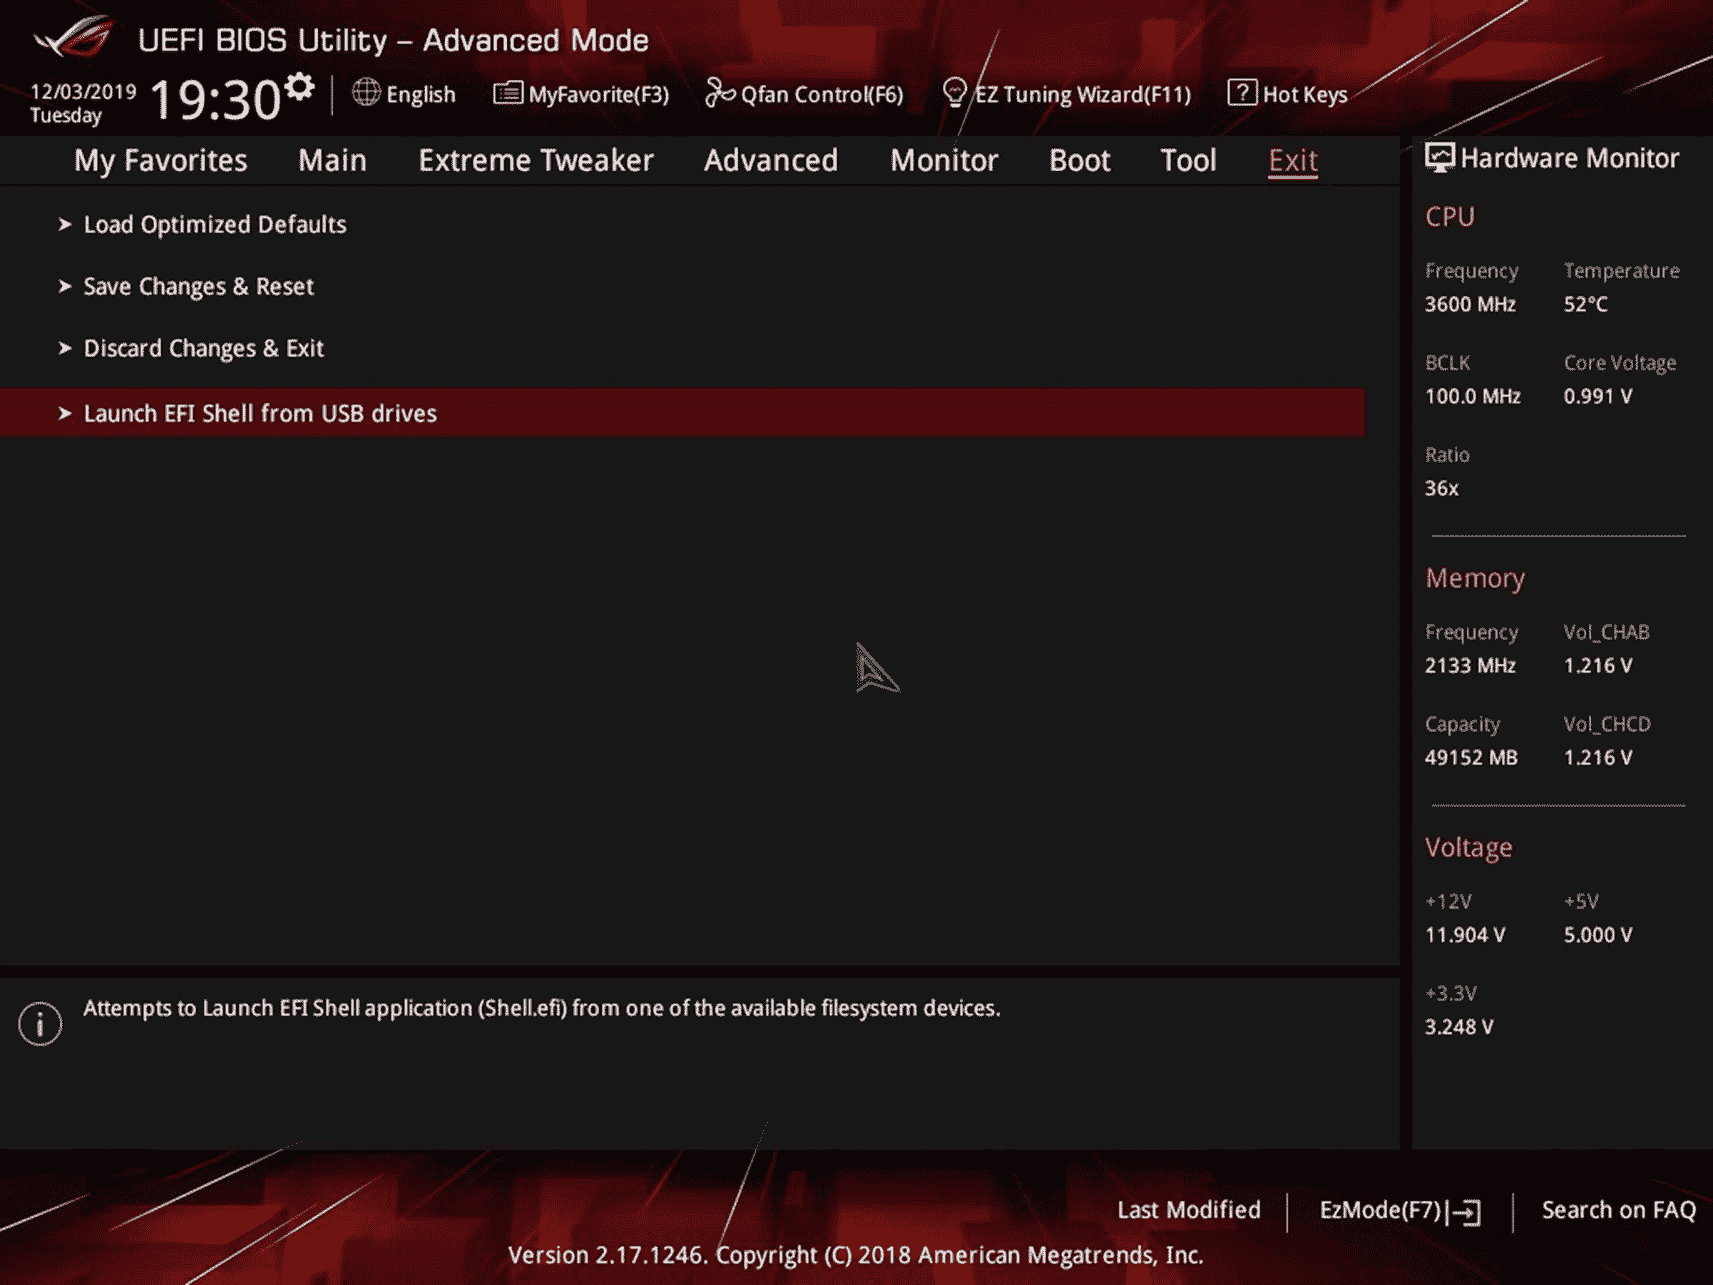 UEFI BIOS Utility – Advanced Mode
12/03/2019
Tuesday
19:30
English
MyFavorite(F3)
Qfan Control(F6)
EZ Tuning Wizard(F11)
? Hot Keys
My Favorites
Main
Extreme Tweaker
Advanced
Monitor
Boot
Tool
Exit
Load Optimized Defaults
Save Changes & Reset
Discard Changes & Exit
Launch EFI Shell from USB drives
Hardware Monitor
CPU
Frequency Temperature
3600 MHz 52°C
BCLK Core Voltage
100.0 MHz 0.991 V
Ratio
36x
Memory
Frequency Vol_CHAB
2133 MHz 1.216 V
Capacity Vol_CHCD
49152 MB 1.216 V
Voltage
+12V +5V
11.904 V 5.000 V
+3.3V
3.248 V
i
Attempts to Launch EFI Shell application (Shell.efi) from one of the available filesystem devices.
Last Modified
EzMode(F7)
Search on FAQ
Version 2.17.1246. Copyright (C) 2018 American Megatrends, Inc.